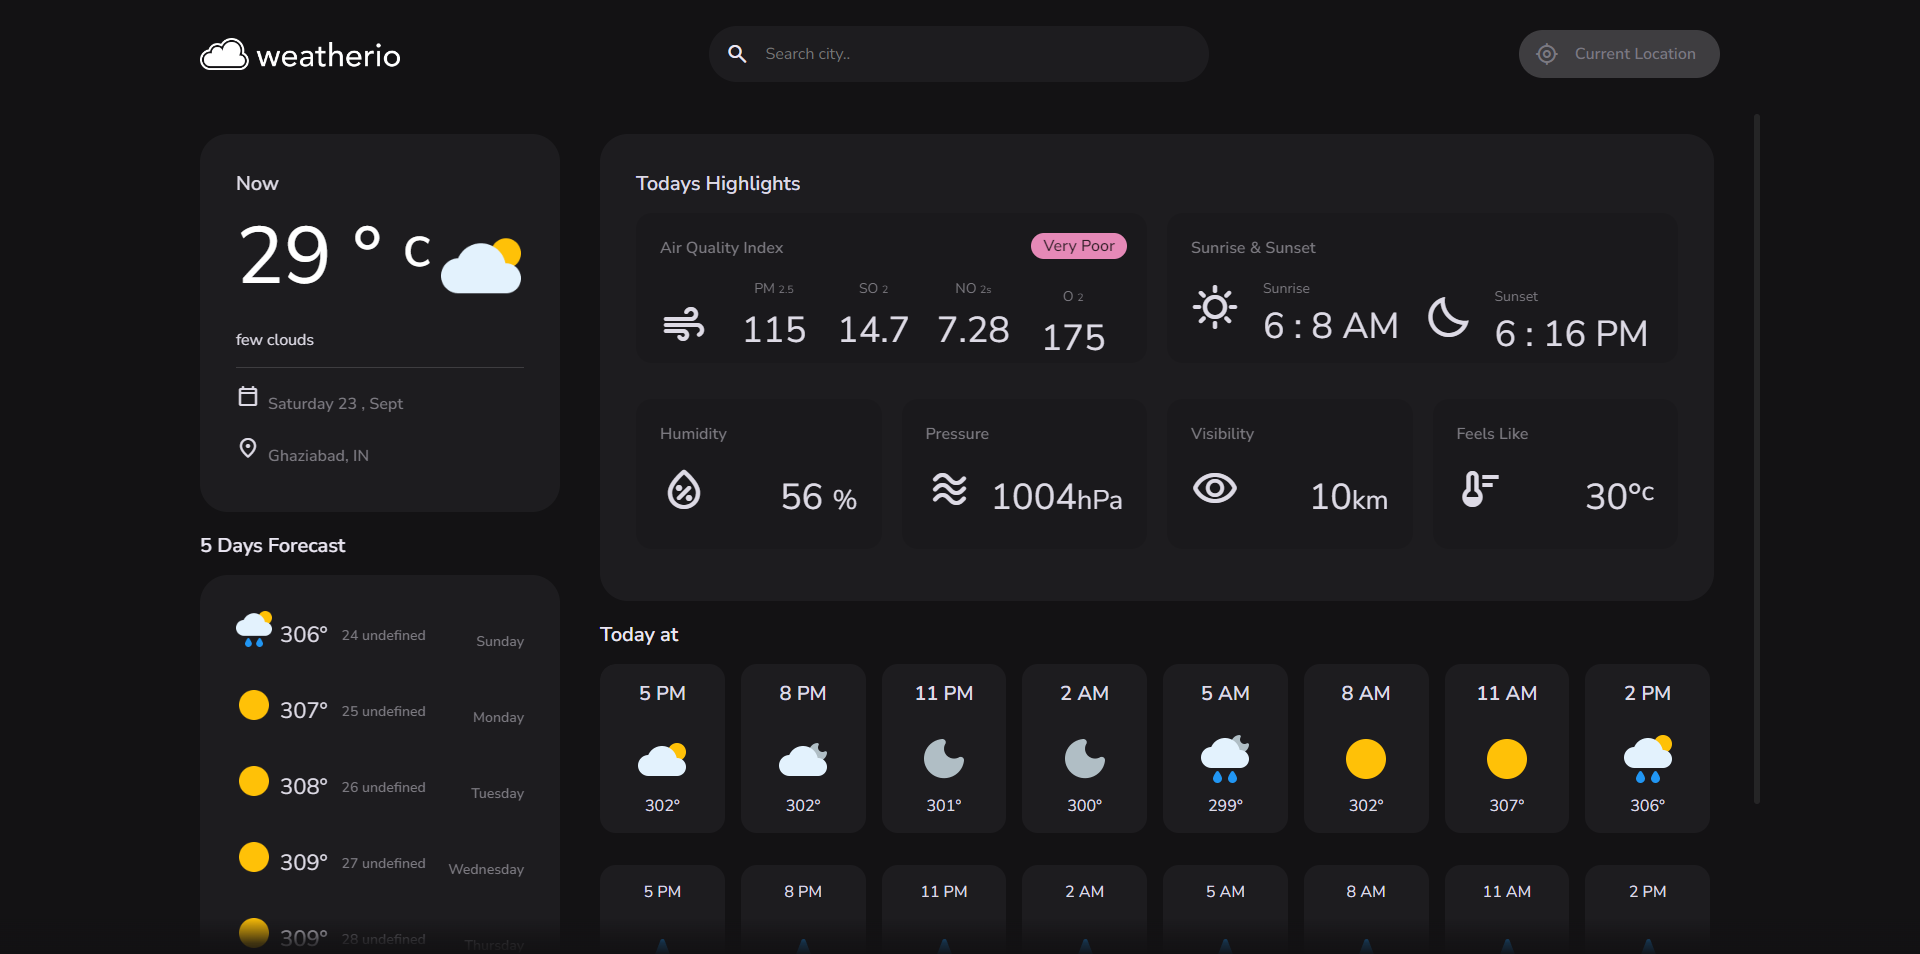 weatherio
Search city..
Current Location
Now
29 ° c
few clouds
Saturday 23 , Sept
Ghaziabad, IN
5 Days Forecast
306° 24 undefined Sunday
307° 25 undefined Monday
308° 26 undefined Tuesday
309° 27 undefined Wednesday
309° 28 undefined Thursday
Todays Highlights
Air Quality Index Very Poor
PM 2.5 SO 2 NO 2s O 2
115 14.7 7.28 175
Sunrise & Sunset
Sunrise Sunset
6 : 8 AM 6 : 16 PM
Humidity
56 %
Pressure
1004hPa
Visibility
10km
Feels Like
30°c
Today at
5 PM 8 PM 11 PM 2 AM 5 AM 8 AM 11 AM 2 PM
302° 302° 301° 300° 299° 302° 307° 306°
5 PM 8 PM 11 PM 2 AM 5 AM 8 AM 11 AM 2 PM